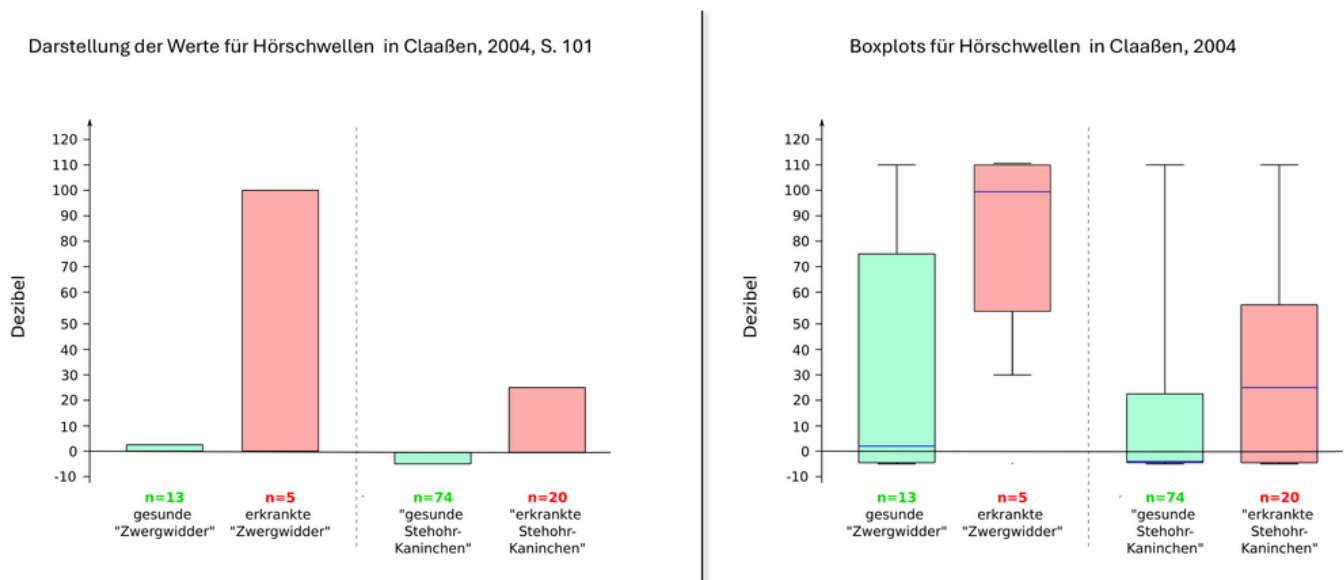 Darstellung der Werte für Hörschwellen in Claaßen, 2004, S. 101
Dezibel
120
110
100
90
80
70
60
50
40
30
20
10
0
-10
n=13
gesunde
"Zwergwidder"
n=5
erkrankte
"Zwergwidder"
n=74
"gesunde
Stehohr-
Kaninchen"
n=20
"erkrankte
Stehohr-
Kaninchen"
Boxplots für Hörschwellen in Claaßen, 2004
Dezibel
120
110
100
90
80
70
60
50
40
30
20
10
0
-10
n=13
gesunde
"Zwergwidder"
n=5
erkrankte
"Zwergwidder"
n=74
"gesunde
Stehohr-
Kaninchen"
n=20
"erkrankte
Stehohr-
Kaninchen"